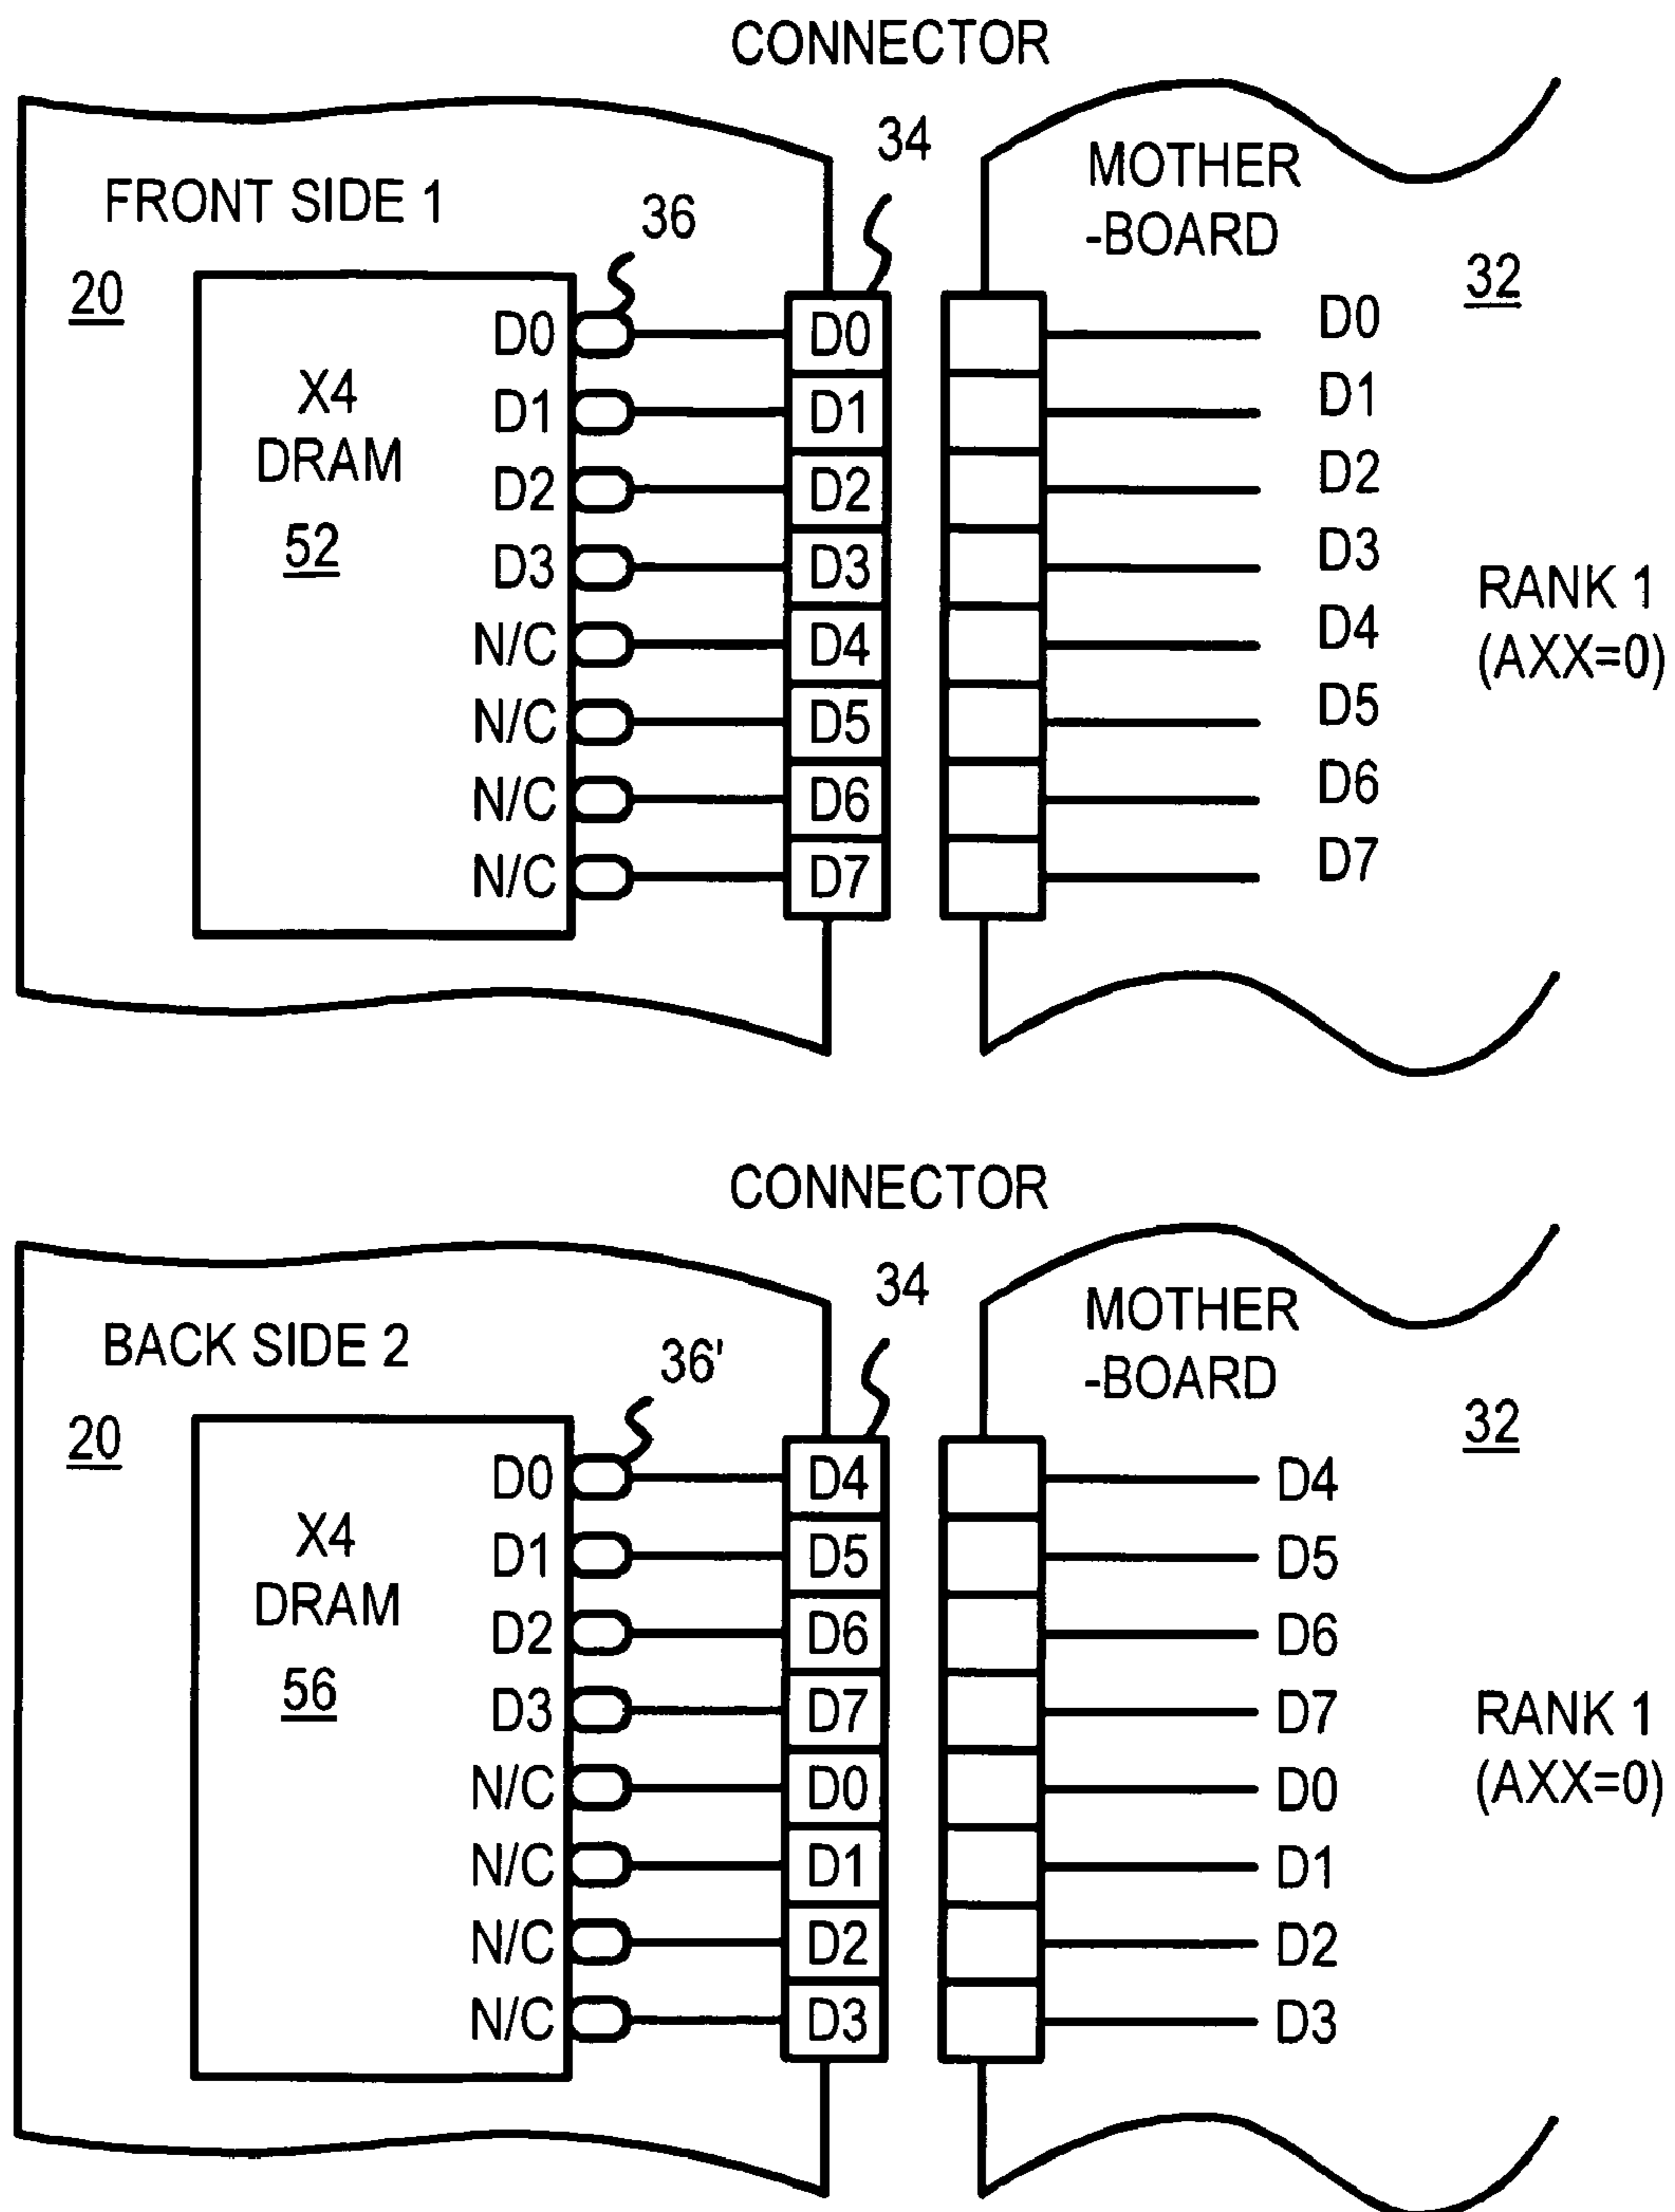 CONNECTOR
34
MOTHER
-BOARD
FRONT SIDE 1
36
20
32
X4
DRAM
52
D0 D0 D0
D1 D1 D1
D2 D2 D2
D3 D3 D3
N/C D4 D4
N/C D5 D5
N/C D6 D6
N/C D7 D7
RANK 1
(AXX=0)
CONNECTOR
34
MOTHER
-BOARD
BACK SIDE 2
36'
20
32
X4
DRAM
56
D0 D4 D4
D1 D5 D5
D2 D6 D6
D3 D7 D7
N/C D0 D0
N/C D1 D1
N/C D2 D2
N/C D3 D3
RANK 1
(AXX=0)